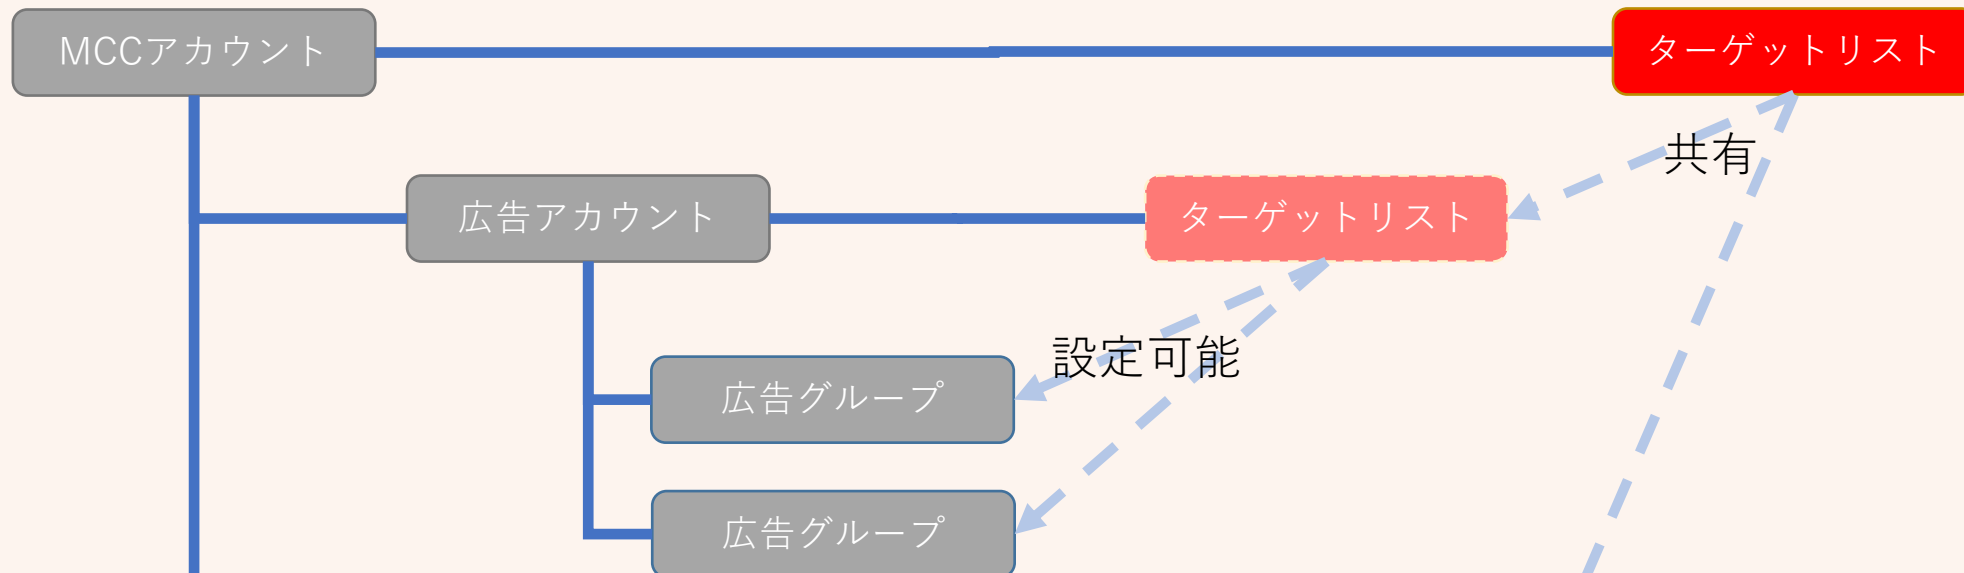 MCCアカウント
ターゲットリスト
共有
広告アカウント
ターゲットリスト
設定可能
広告グループ
広告グループ